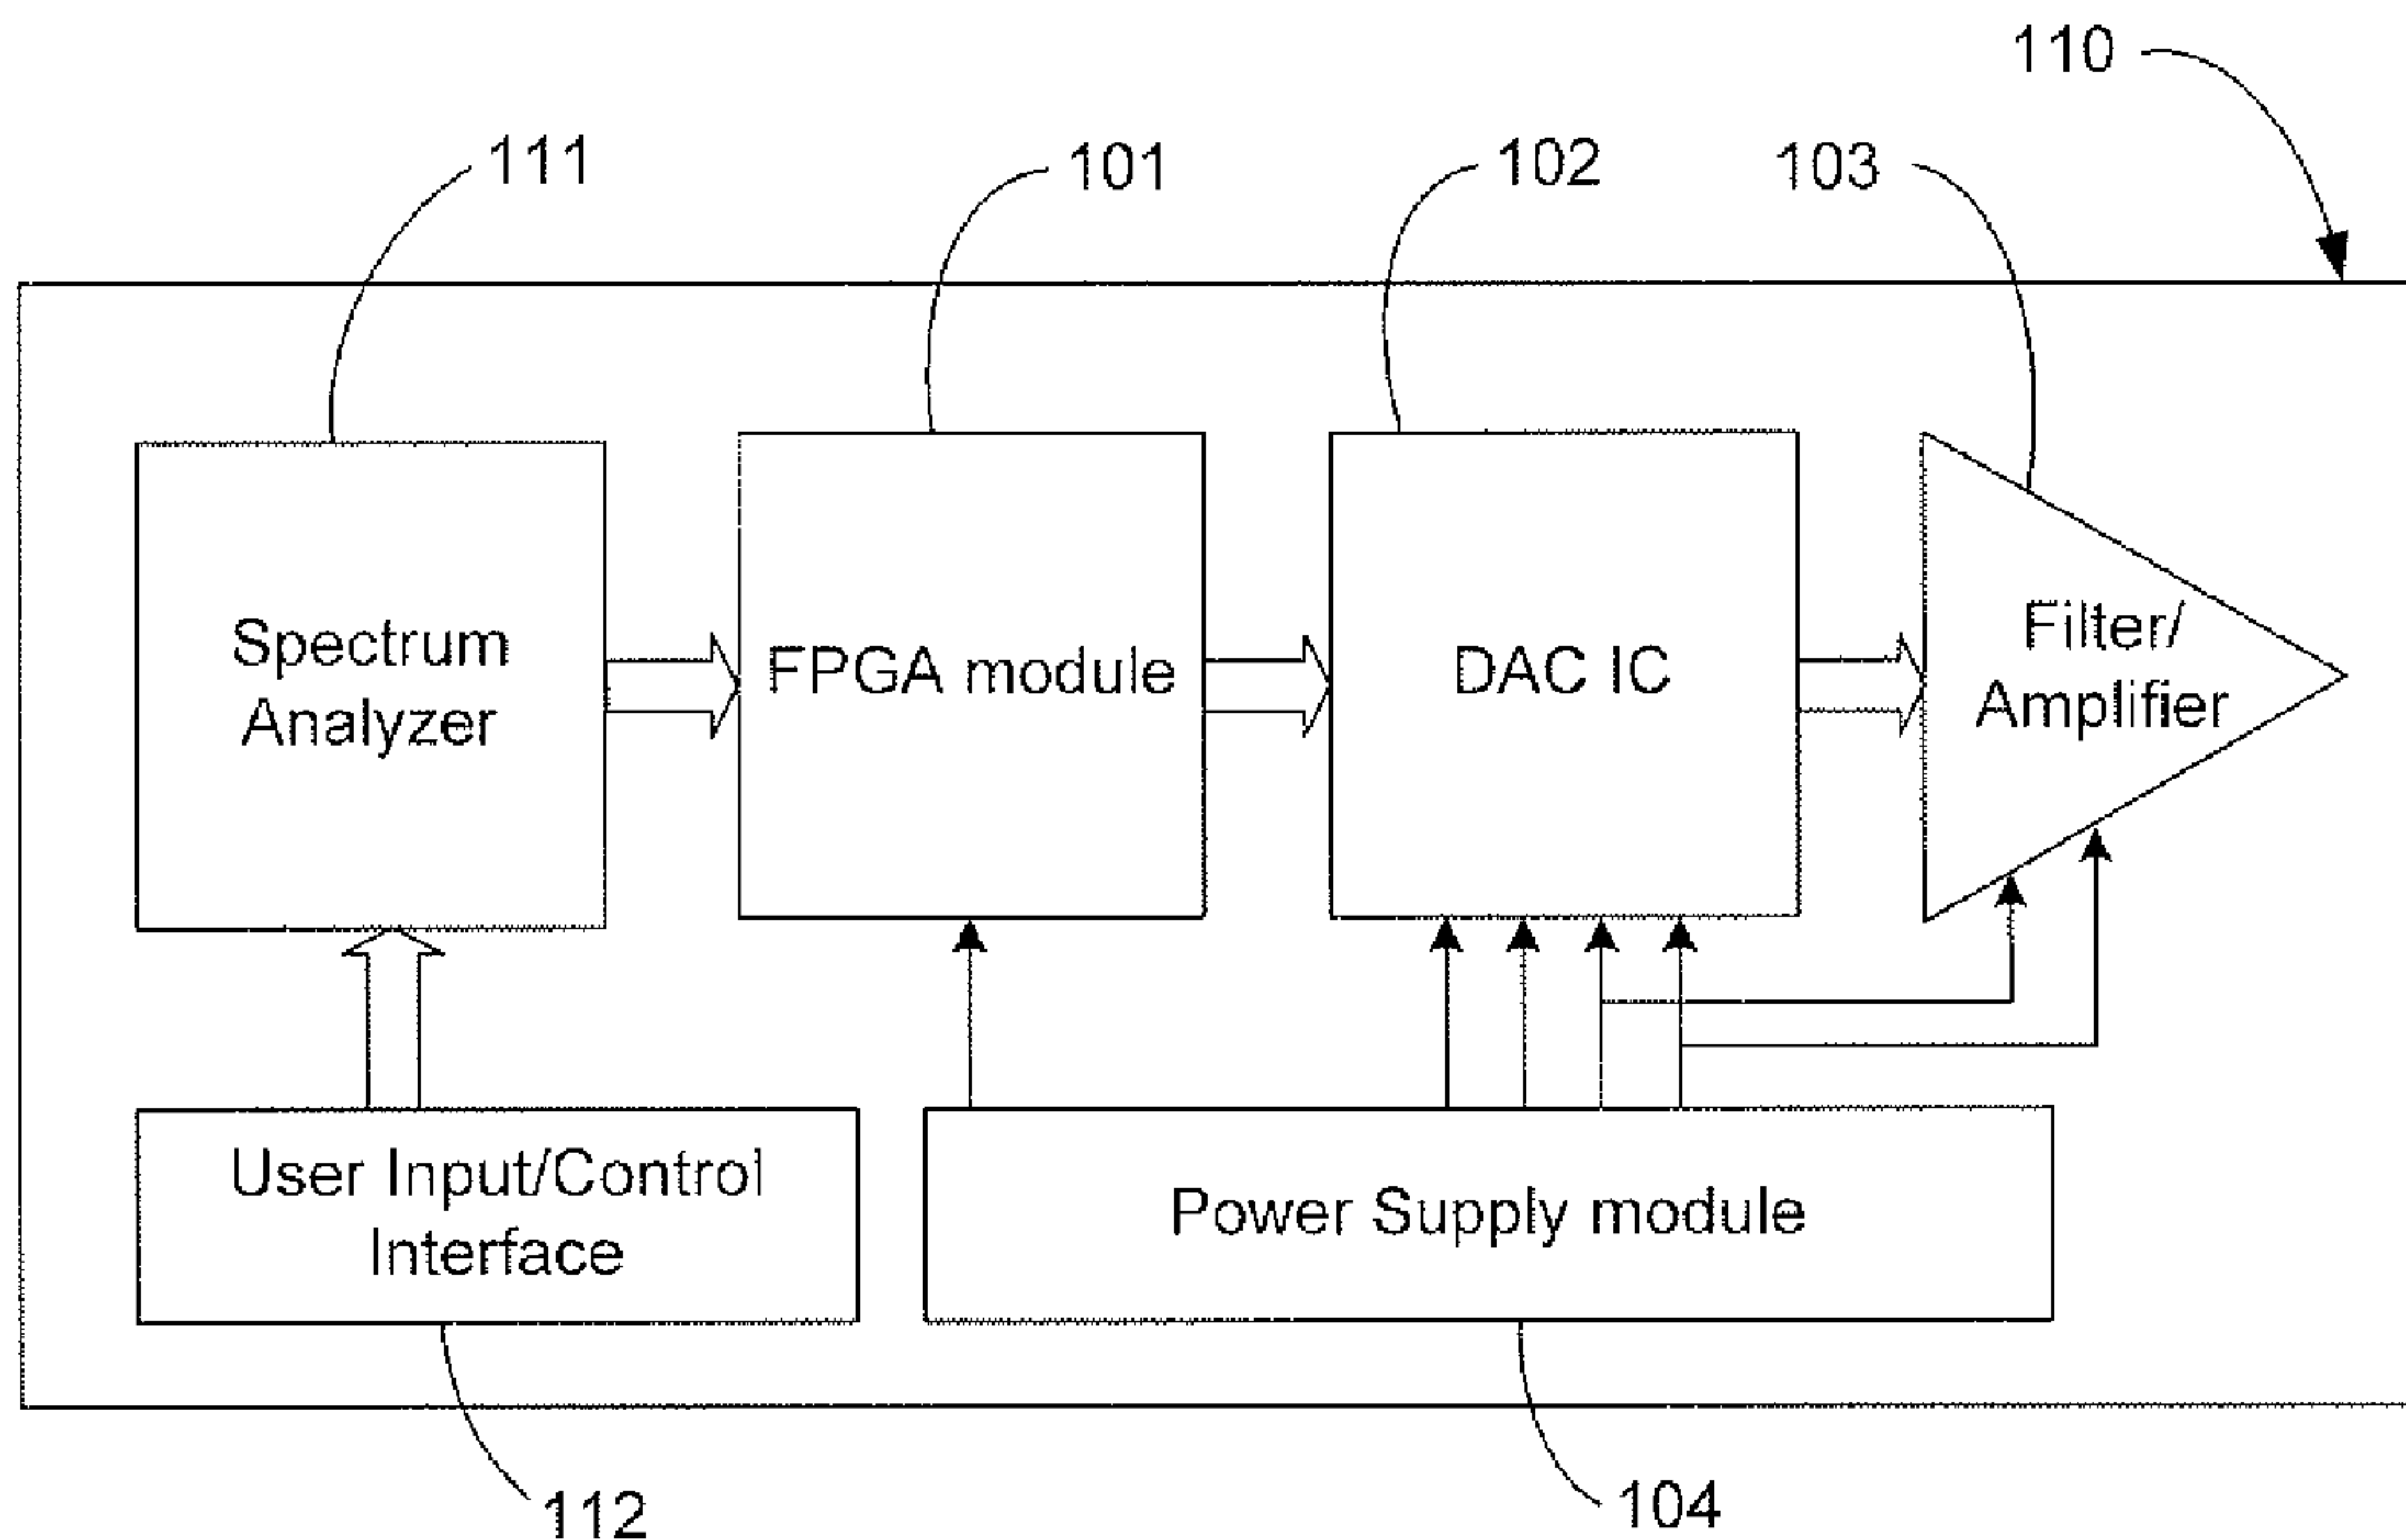 110
111
101
102
103
Spectrum
Analyzer
FPGA module
DAC IC
Filter/
Amplifier
User Input/Control
Interface
Power Supply module
112
104